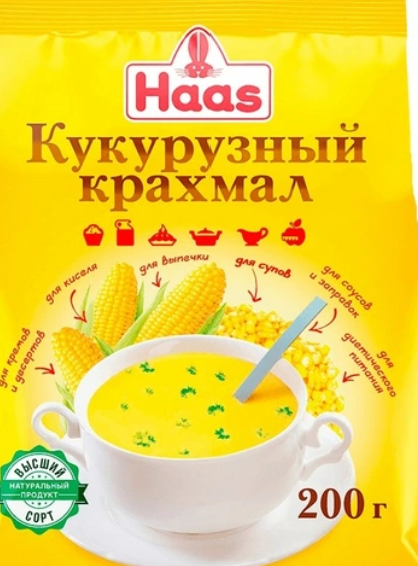 Haas
Кукурузный
крахмал
для кремов
и десертов
для киселя
для выпечки
для супов
для соусов
и заправок
для
диетического
питания
ВЫСШИЙ
НАТУРАЛЬНЫЙ
ПРОДУКТ
СОРТ
200 г